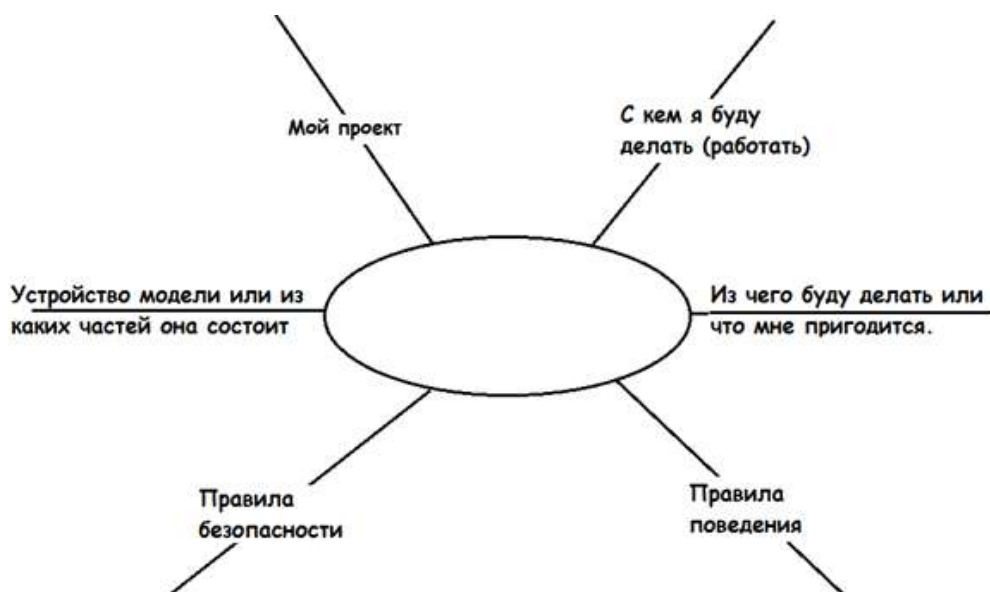 Мой проект
С кем я буду
делать (работать)
Устройство модели или из
каких частей она состоит
Из чего буду делать или
что мне пригодится.
Правила
безопасности
Правила
поведения